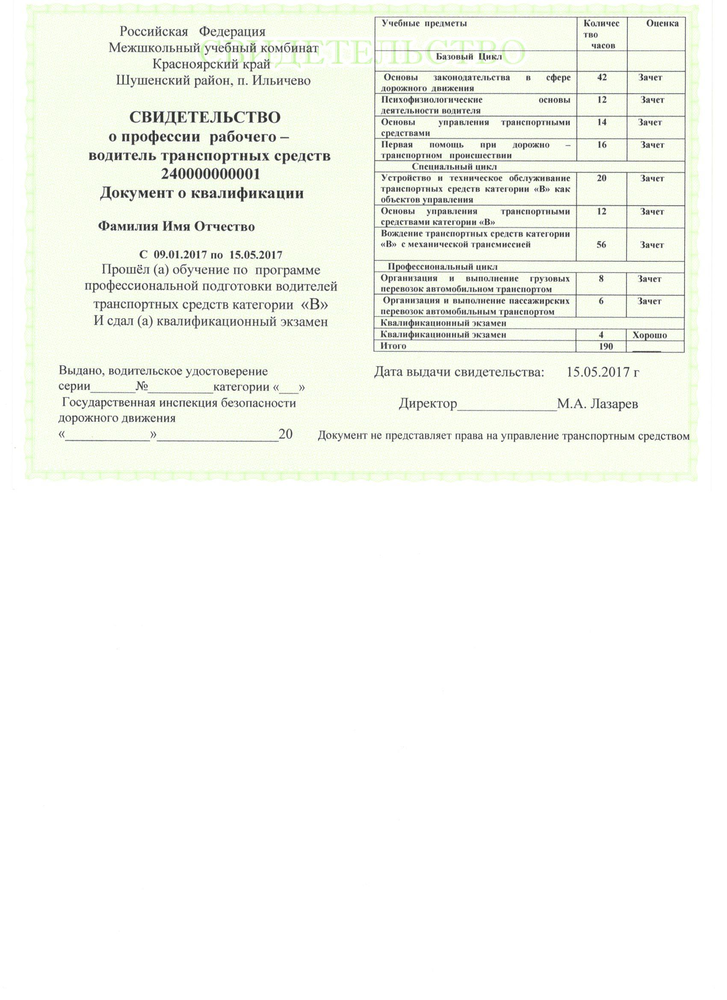 СВИДЕТЕЛЬСТВО
Российская Федерация
Межшкольный учебный комбинат
Красноярский край
Шушенский район, п. Ильичево
СВИДЕТЕЛЬСТВО
о профессии рабочего –
водитель транспортных средств
240000000001
Документ о квалификации
Фамилия Имя Отчество
С 09.01.2017 по 15.05.2017
Прошёл (а) обучение по программе
профессиональной подготовки водителей
транспортных средств категории «В»
И сдал (а) квалификационный экзамен
Выдано, водительское удостоверение
серии_______№__________категории «___»
Государственная инспекция безопасности
дорожного движения
«_____________»___________________20
Учебные предметы Количес Оценка
тво
часов
Базовый Цикл
Основы законодательства в сфере 42 Зачет
дорожного движения
Психофизиологические основы 12 Зачет
деятельности водителя
Основы управления транспортными 14 Зачет
средствами
Первая помощь при дорожно – 16 Зачет
транспортном происшествии
Специальный цикл
Устройство и техническое обслуживание 20 Зачет
транспортных средств категории «В» как
объектов управления
Основы управления транспортными 12 Зачет
средствами категории «В»
Вождение транспортных средств категории
«В» с механической трансмиссией 56 Зачет
Профессиональный цикл
Организация и выполнение грузовых 8 Зачет
перевозок автомобильном транспортом
Организация и выполнение пассажирских 6 Зачет
перевозок автомобильным транспортом
Квалификационный экзамен
Квалификационный экзамен 4 Хорошо
Итого 190 ______
Дата выдачи свидетельства: 15.05.2017 г
Директор_______________М.А. Лазарев
Документ не представляет права на управление транспортным средством